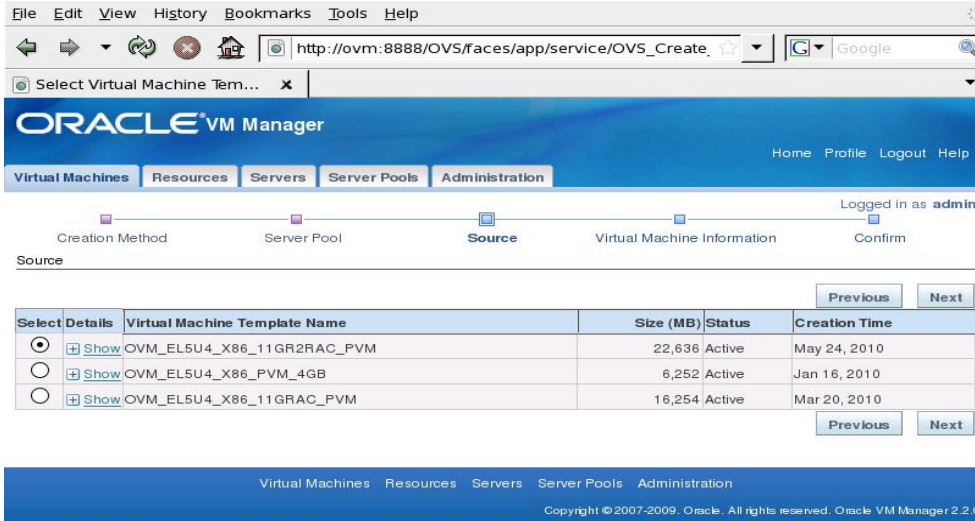 File Edit View History Bookmarks Tools Help
http://ovm:8888/OVS/faces/app/service/OVS_Create_ G Google
Select Virtual Machine Tem... x
ORACLE VM Manager
Home Profile Logout Help
Virtual Machines Resources Servers Server Pools Administration
Logged in as admin
Creation Method Server Pool Source Virtual Machine Information Confirm
Source
Previous Next
Select Details Virtual Machine Template Name Size (MB) Status Creation Time
Show OVM_EL5U4_X86_11GR2RAC_PVM 22,636 Active May 24, 2010
Show OVM_EL5U4_X86_PVM_4GB 6,252 Active Jan 16, 2010
Show OVM_EL5U4_X86_11GRAC_PVM 16,254 Active Mar 20, 2010
Previous Next
Virtual Machines Resources Servers Server Pools Administration
Copyright © 2007-2009. Oracle. All rights reserved. Oracle VM Manager 2.2.